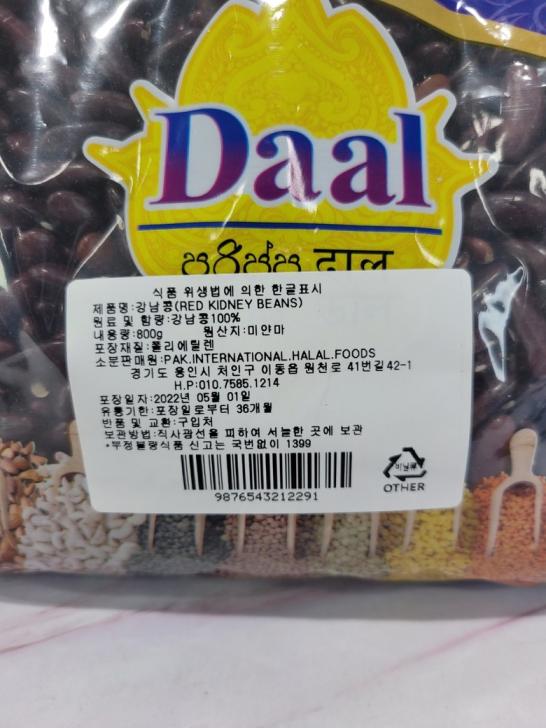 Daal
පරිප්පු दाल
식품 위생법에 의한 한글표시
제품명:강남콩(RED KIDNEY BEANS)
원료 및 함량:강남콩100%
내용량:800g 원산지:미얀마
포장재질:폴리에틸렌
소분판매원:PAK.INTERNATIONAL.HALAL.FOODS
경기도 용인시 처인구 이동읍 원천로 41번길 42-1
H.P:010.7585.1214
포장일자:2022년 05월 01일
유통기한:포장일로부터 36개월
반품 및 교환:구입처
보관방법:직사광선을 피하여 서늘한 곳에 보관
*부정불량식품 신고는 국번없이 1399
비닐류
OTHER
9876543212291